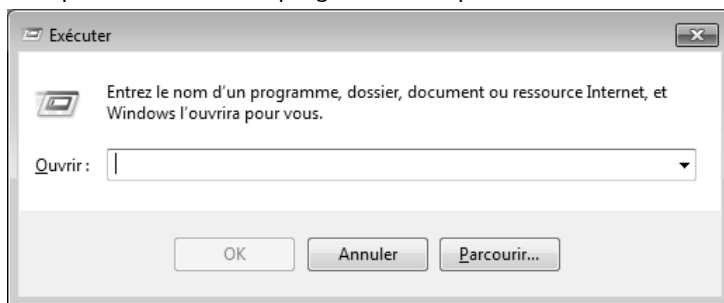 Exécuter
Entrez le nom d'un programme, dossier, document ou ressource Internet, et
Windows l'ouvrira pour vous.
Ouvrir :
OK
Annuler
Parcourir...